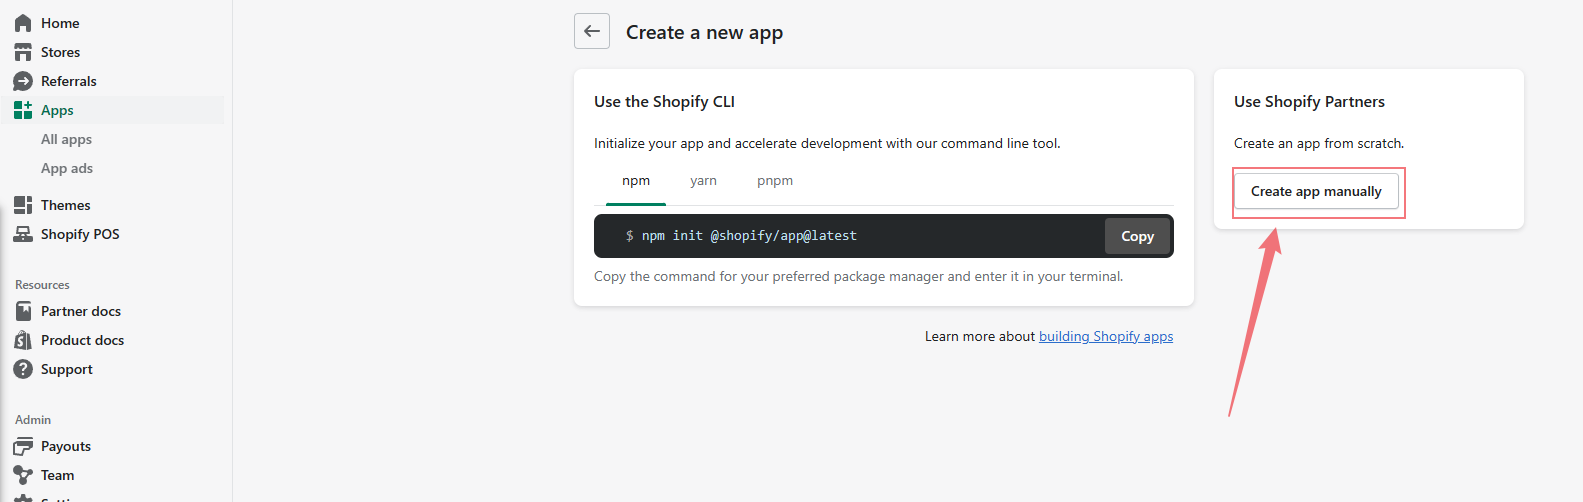 Home
Stores
Referrals
Apps
All apps
App ads
Themes
Shopify POS
Resources
Partner docs
Product docs
Support
Admin
Payouts
Team
Create a new app
Use the Shopify CLI
Initialize your app and accelerate development with our command line tool.
npm yarn pnpm
$ npm init @shopify/app@latest
Copy
Copy the command for your preferred package manager and enter it in your terminal.
Learn more about building Shopify apps
Use Shopify Partners
Create an app from scratch.
Create app manually